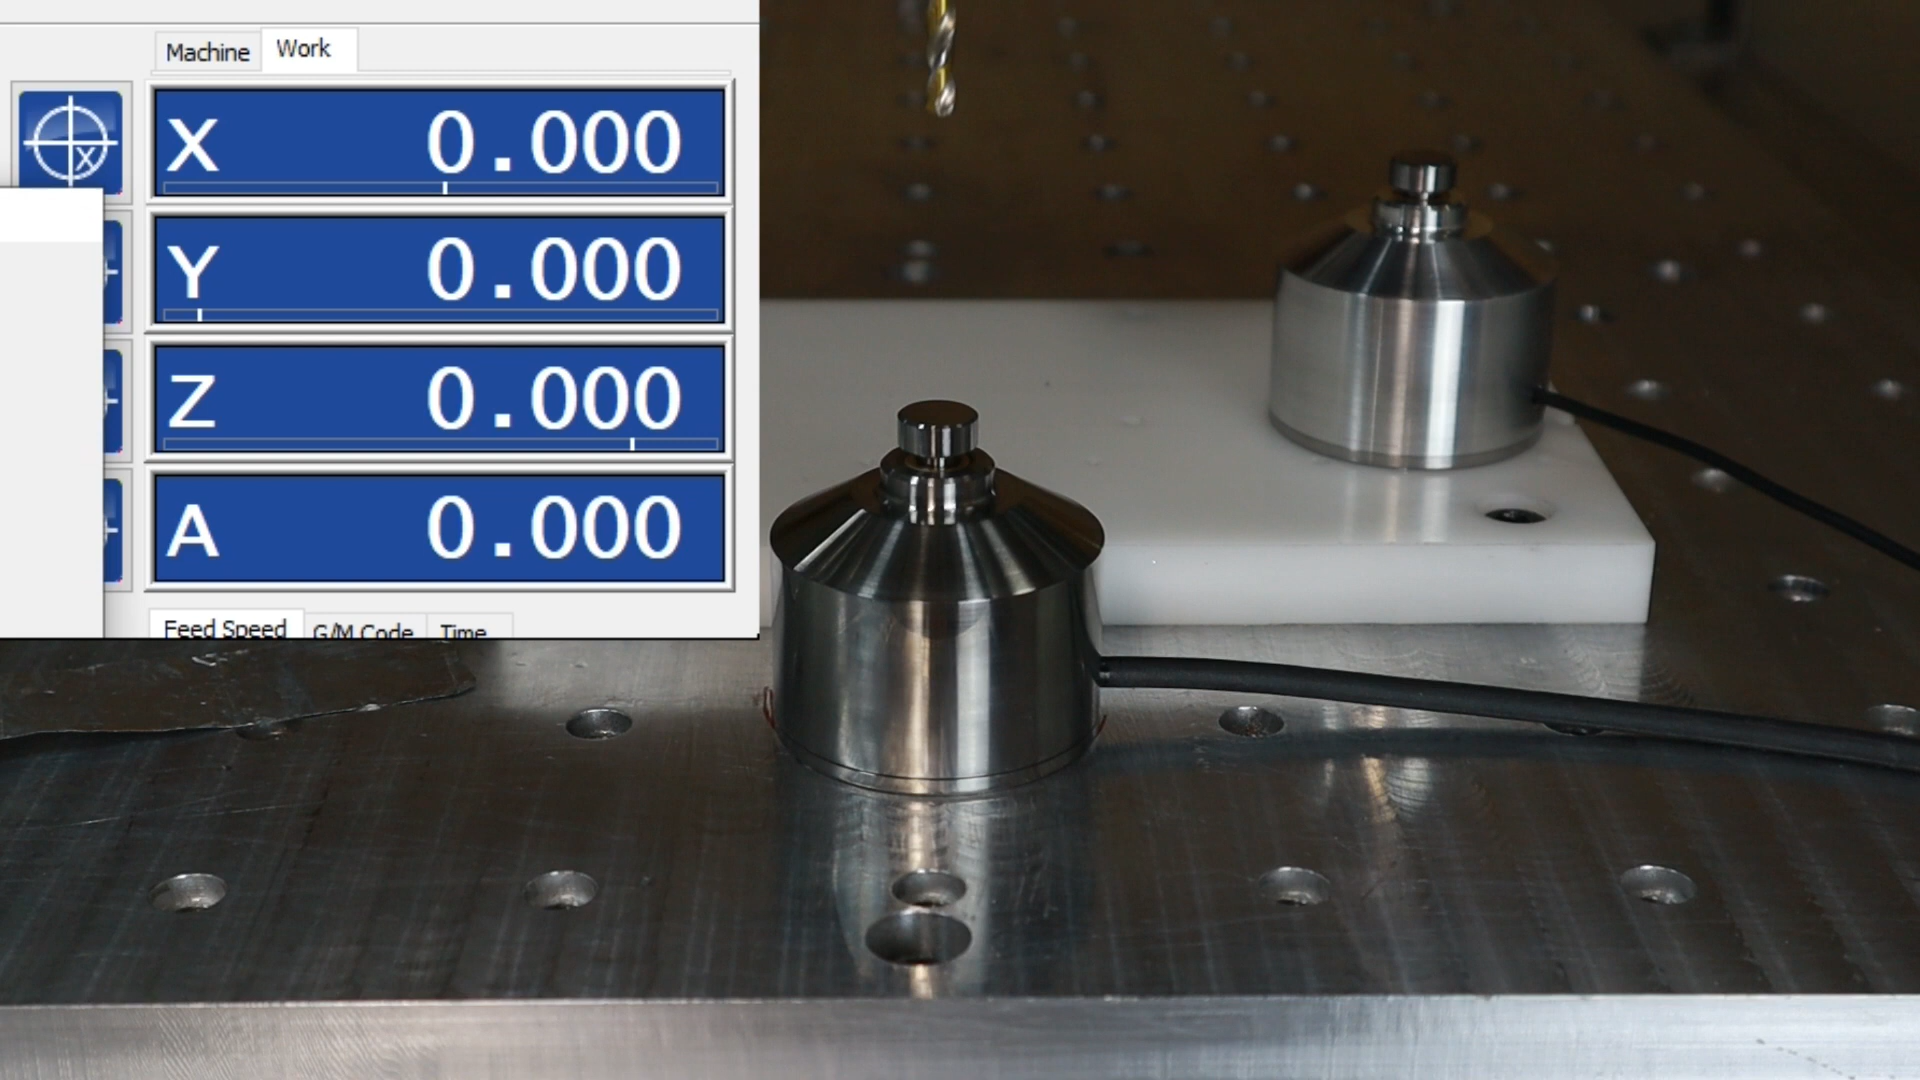 Machine Work
X 0.000
X
Y 0.000
Z 0.000
A 0.000
Feed Speed G/M Code Time